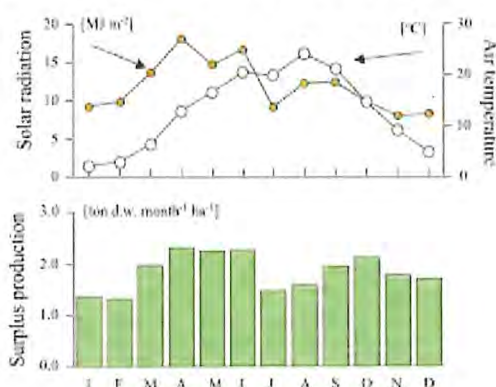 [MJ m-2]
[°C]
Solar radiation
Air temperature
20
15
10
5
0
30
20
10
0
[ton d.w. month-1 ha-1]
Surplus production
3.0
2.0
1.0
0.0
J F M A M J J A S O N D